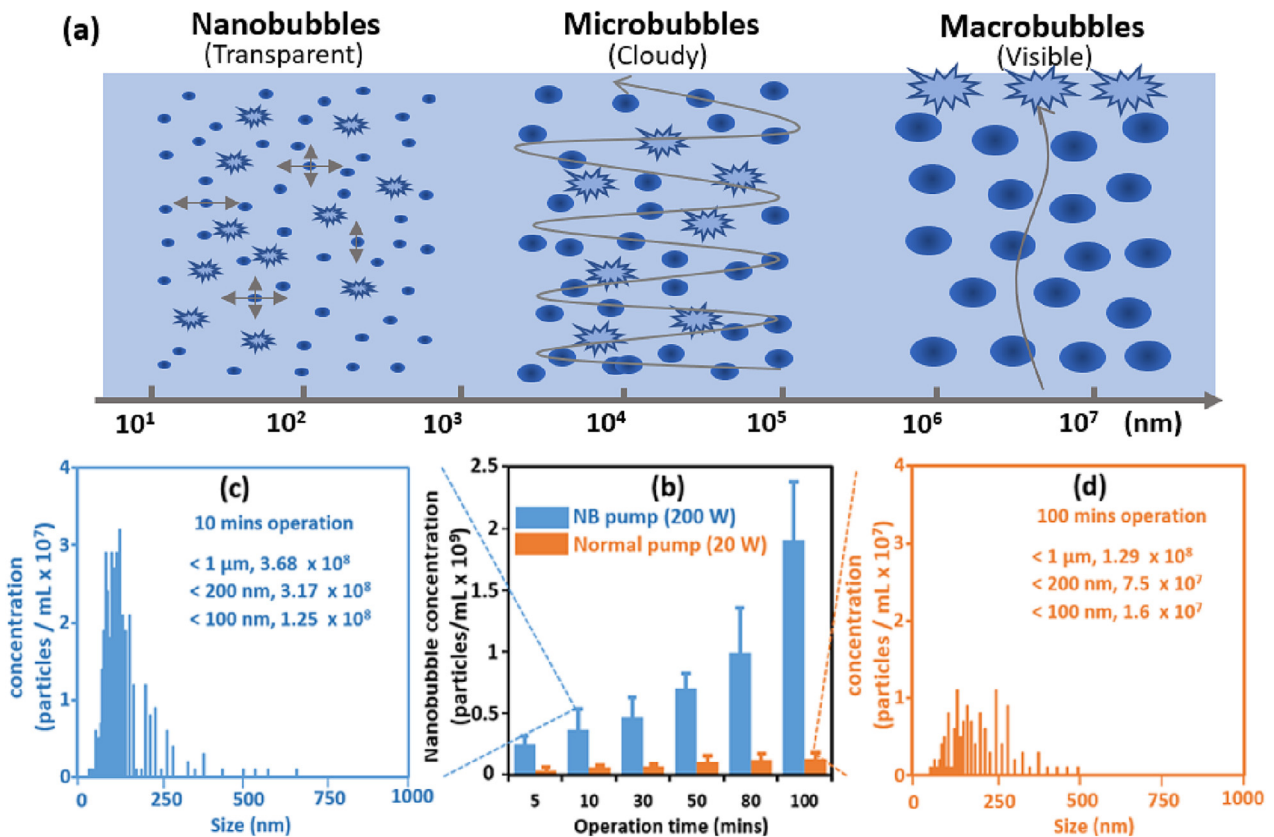 (a)
Nanobubbles
(Transparent)
Microbubbles
(Cloudy)
Macrobubbles
(Visible)
10¹ 10² 10³ 10⁴ 10⁵ 10⁶ 10⁷ (nm)
(c)
10 mins operation
< 1 µm, 3.68 x 10⁸
< 200 nm, 3.17 x 10⁸
< 100 nm, 1.25 x 10⁸
concentration
(particles / mL x 10⁷)
4
3
2
1
0
0 250 500 750 1000
Size (nm)
(b)
NB pump (200 W)
Normal pump (20 W)
Nanobubble concentration
(particles/mL x 10⁹)
2.5
2
1.5
1
0.5
0
5 10 30 50 80 100
Operation time (mins)
(d)
100 mins operation
< 1 µm, 1.29 x 10⁸
< 200 nm, 7.5 x 10⁷
< 100 nm, 1.6 x 10⁷
concentration
(particles / mL x 10⁷)
4
3
2
1
0
0 250 500 750 1000
Size (nm)